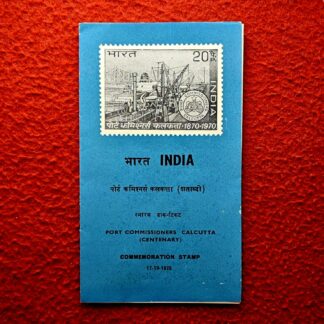 भारत 20
INDIA
पोर्ट कमिश्नर्स कलकत्ता 1870-1970
भारत INDIA
पोर्ट कमिश्नर्स कलकत्ता (शताब्दी)
स्मारक डाक-टिकट
PORT COMMISSIONERS CALCUTTA
(CENTENARY)
COMMEMORATION STAMP
17-10-1970